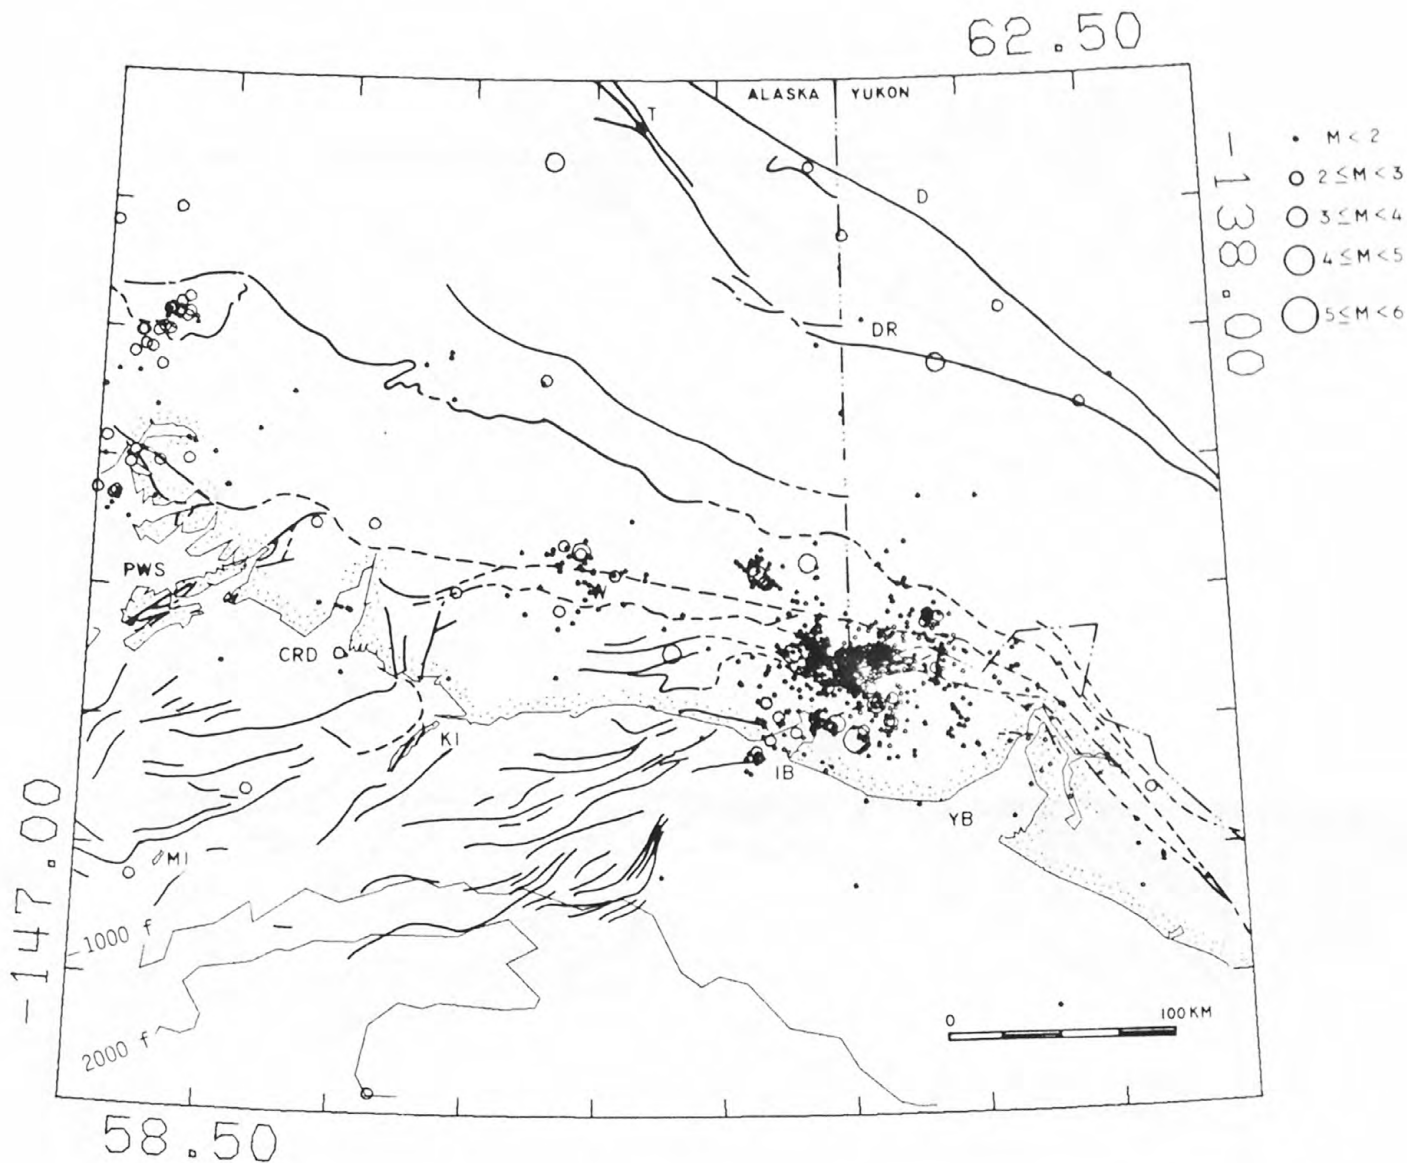 62.50
ALASKA YUKON
T
D
DR
-138.00
M < 2
2 ≤ M < 3
3 ≤ M < 4
4 ≤ M < 5
5 ≤ M < 6
PWS
W
CRD
KI
IB
YB
MI
-147.00
1000 f
2000 f
0 100 KM
58.50